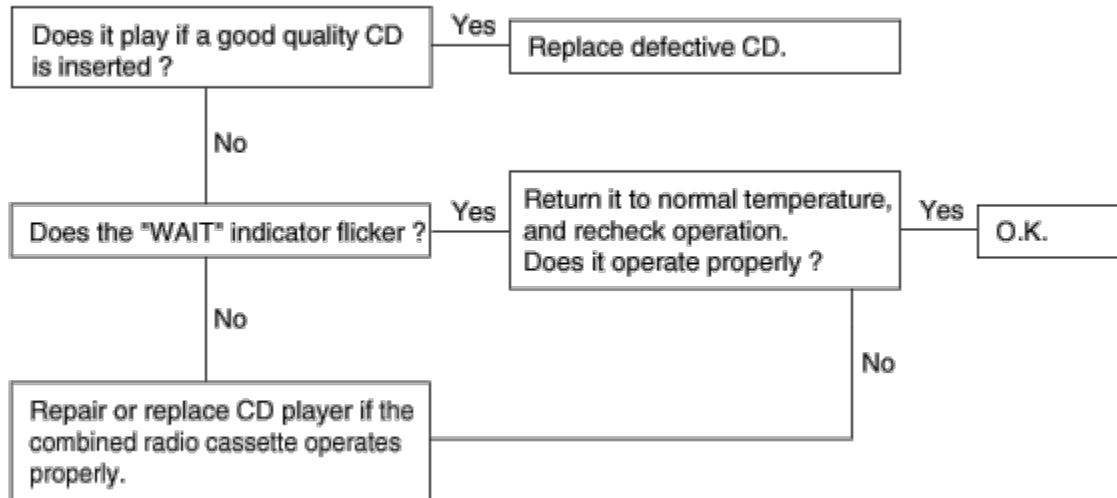 Does it play if a good quality CD
is inserted ?
Yes
Replace defective CD.
No
Does the "WAIT" indicator flicker ?
Yes
Return it to normal temperature,
and recheck operation.
Does it operate properly ?
Yes
O.K.
No
No
Repair or replace CD player if the
combined radio cassette operates
properly.